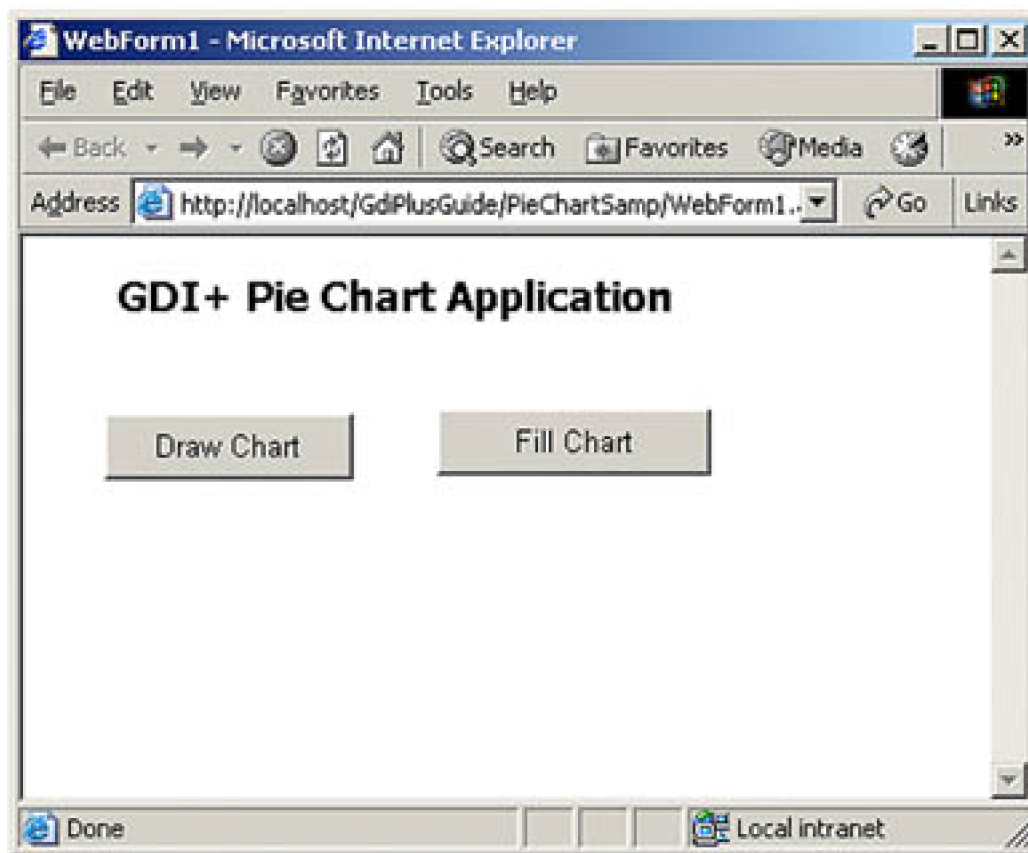 WebForm1 - Microsoft Internet Explorer
File Edit View Favorites Tools Help
Back Search Favorites Media »
Address http://localhost/GdiPlusGuide/PieChartSamp/WebForm1.. Go Links
GDI+ Pie Chart Application
Draw Chart Fill Chart
Done Local intranet